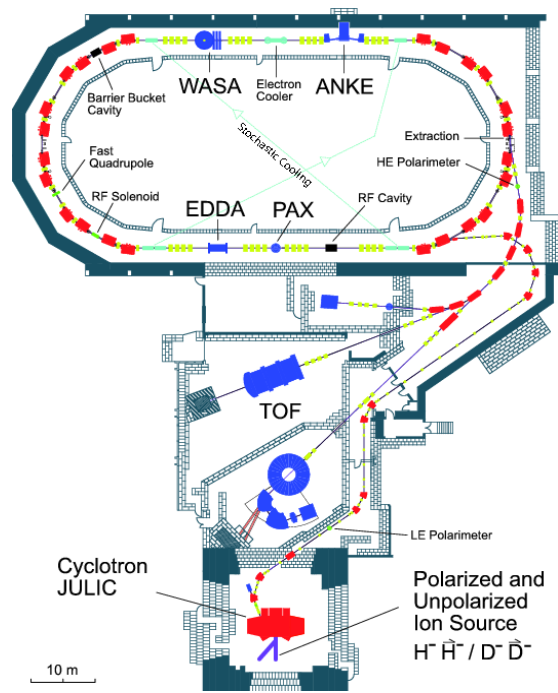 WASA
Electron
Cooler
ANKE
Barrier Bucket
Cavity
Extraction
Fast
Quadrupole
Stochastic Cooling
HE Polarimeter
RF Solenoid
EDDA
PAX
RF Cavity
TOF
LE Polarimeter
Cyclotron
JULIC
Polarized and
Unpolarized
Ion Source
H⁻ H⃗⁻ / D⁻ D⃗⁻
10 m